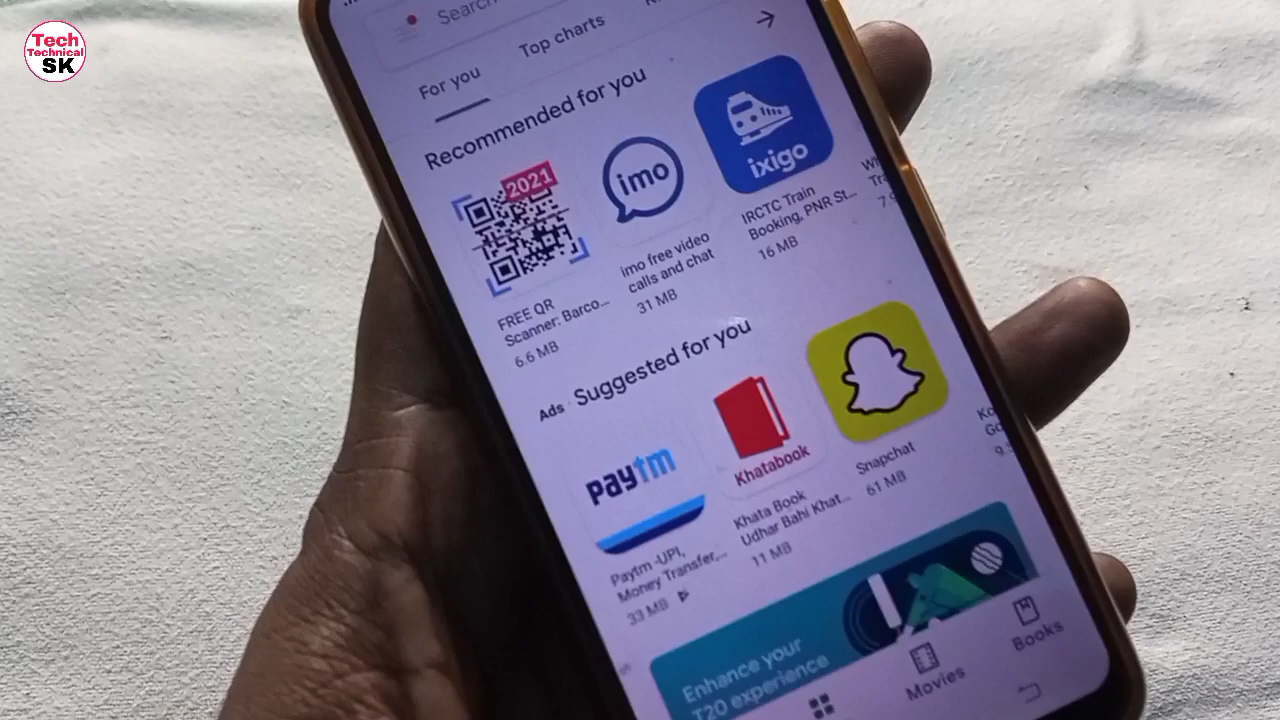 Tech
Technical
SK
Search
For you
Top charts
Recommended for you
2021
imo
ixigo
FREE QR
Scanner: Barco...
6.6 MB
imo free video
calls and chat
31 MB
IRCTC Train
Booking, PNR St...
16 MB
Ads · Suggested for you
paytm
Khatabook
Paytm -UPI,
Money Transfer,...
33 MB
Khata Book
Udhar Bahi Khat...
11 MB
Snapchat
61 MB
Enhance your
T20 experience
Movies
Books